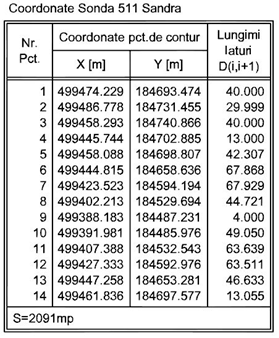 Coordonate Sonda 511 Sandra
Nr. Pct. Coordonate pct.de contur Lungimi laturi D(i,i+1)
X [m] Y [m]
1 499474.229 184693.474 40.000
2 499486.778 184731.455 29.999
3 499458.293 184740.866 40.000
4 499445.744 184702.885 13.000
5 499458.088 184698.807 42.307
6 499444.815 184658.636 67.868
7 499423.523 184594.194 67.929
8 499402.213 184529.694 44.721
9 499388.183 184487.231 4.000
10 499391.981 184485.976 49.050
11 499407.388 184532.543 63.639
12 499427.333 184592.976 63.511
13 499447.258 184653.281 46.633
14 499461.836 184697.577 13.055
S=2091mp